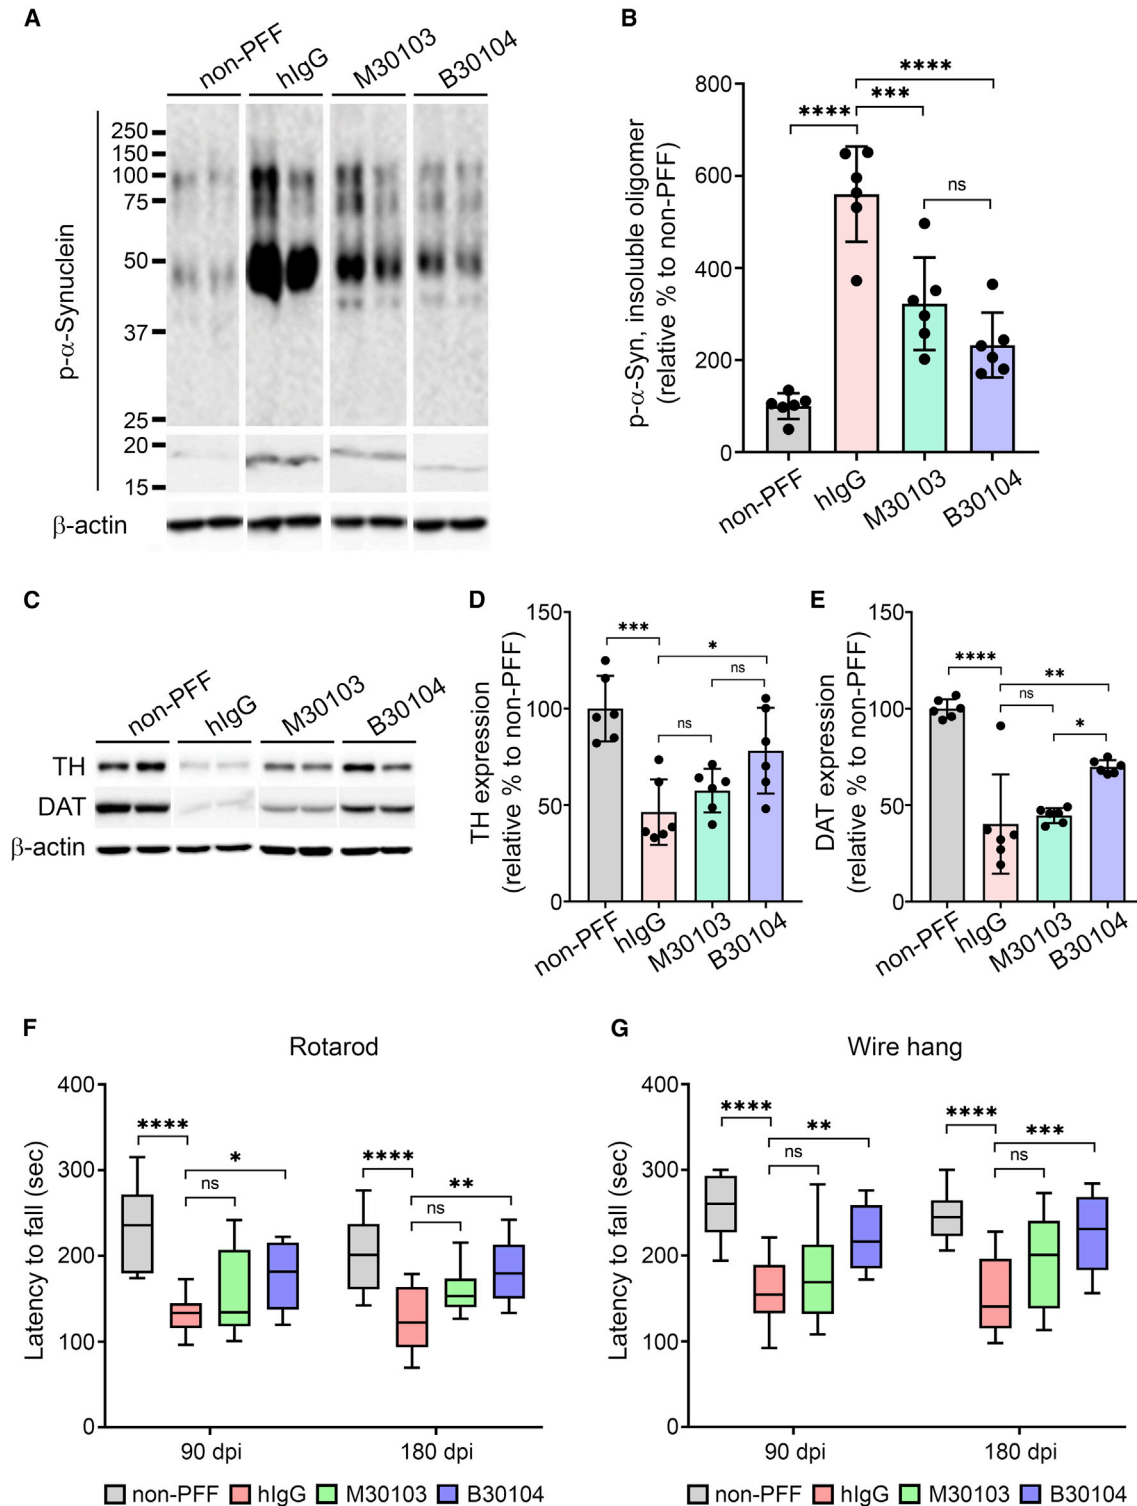 A
non-PFF
hIgG
M30103
B30104
p-α-Synuclein
250
150
100
75
50
37
25
20
15
β-actin
B
p-α-Syn, insoluble oligomer
(relative % to non-PFF)
800
600
400
200
0
****
***
****
ns
non-PFF
hIgG
M30103
B30104
C
non-PFF
hIgG
M30103
B30104
TH
DAT
β-actin
D
TH expression
(relative % to non-PFF)
150
100
50
0
***
*
ns
ns
non-PFF
hIgG
M30103
B30104
E
DAT expression
(relative % to non-PFF)
150
100
50
0
****
**
ns
*
non-PFF
hIgG
M30103
B30104
F
Rotarod
Latency to fall (sec)
400
300
200
100
0
****
*
ns
****
**
ns
90 dpi
180 dpi
non-PFF
hIgG
M30103
B30104
G
Wire hang
Latency to fall (sec)
400
300
200
100
0
****
**
ns
****
***
ns
90 dpi
180 dpi
non-PFF
hIgG
M30103
B30104